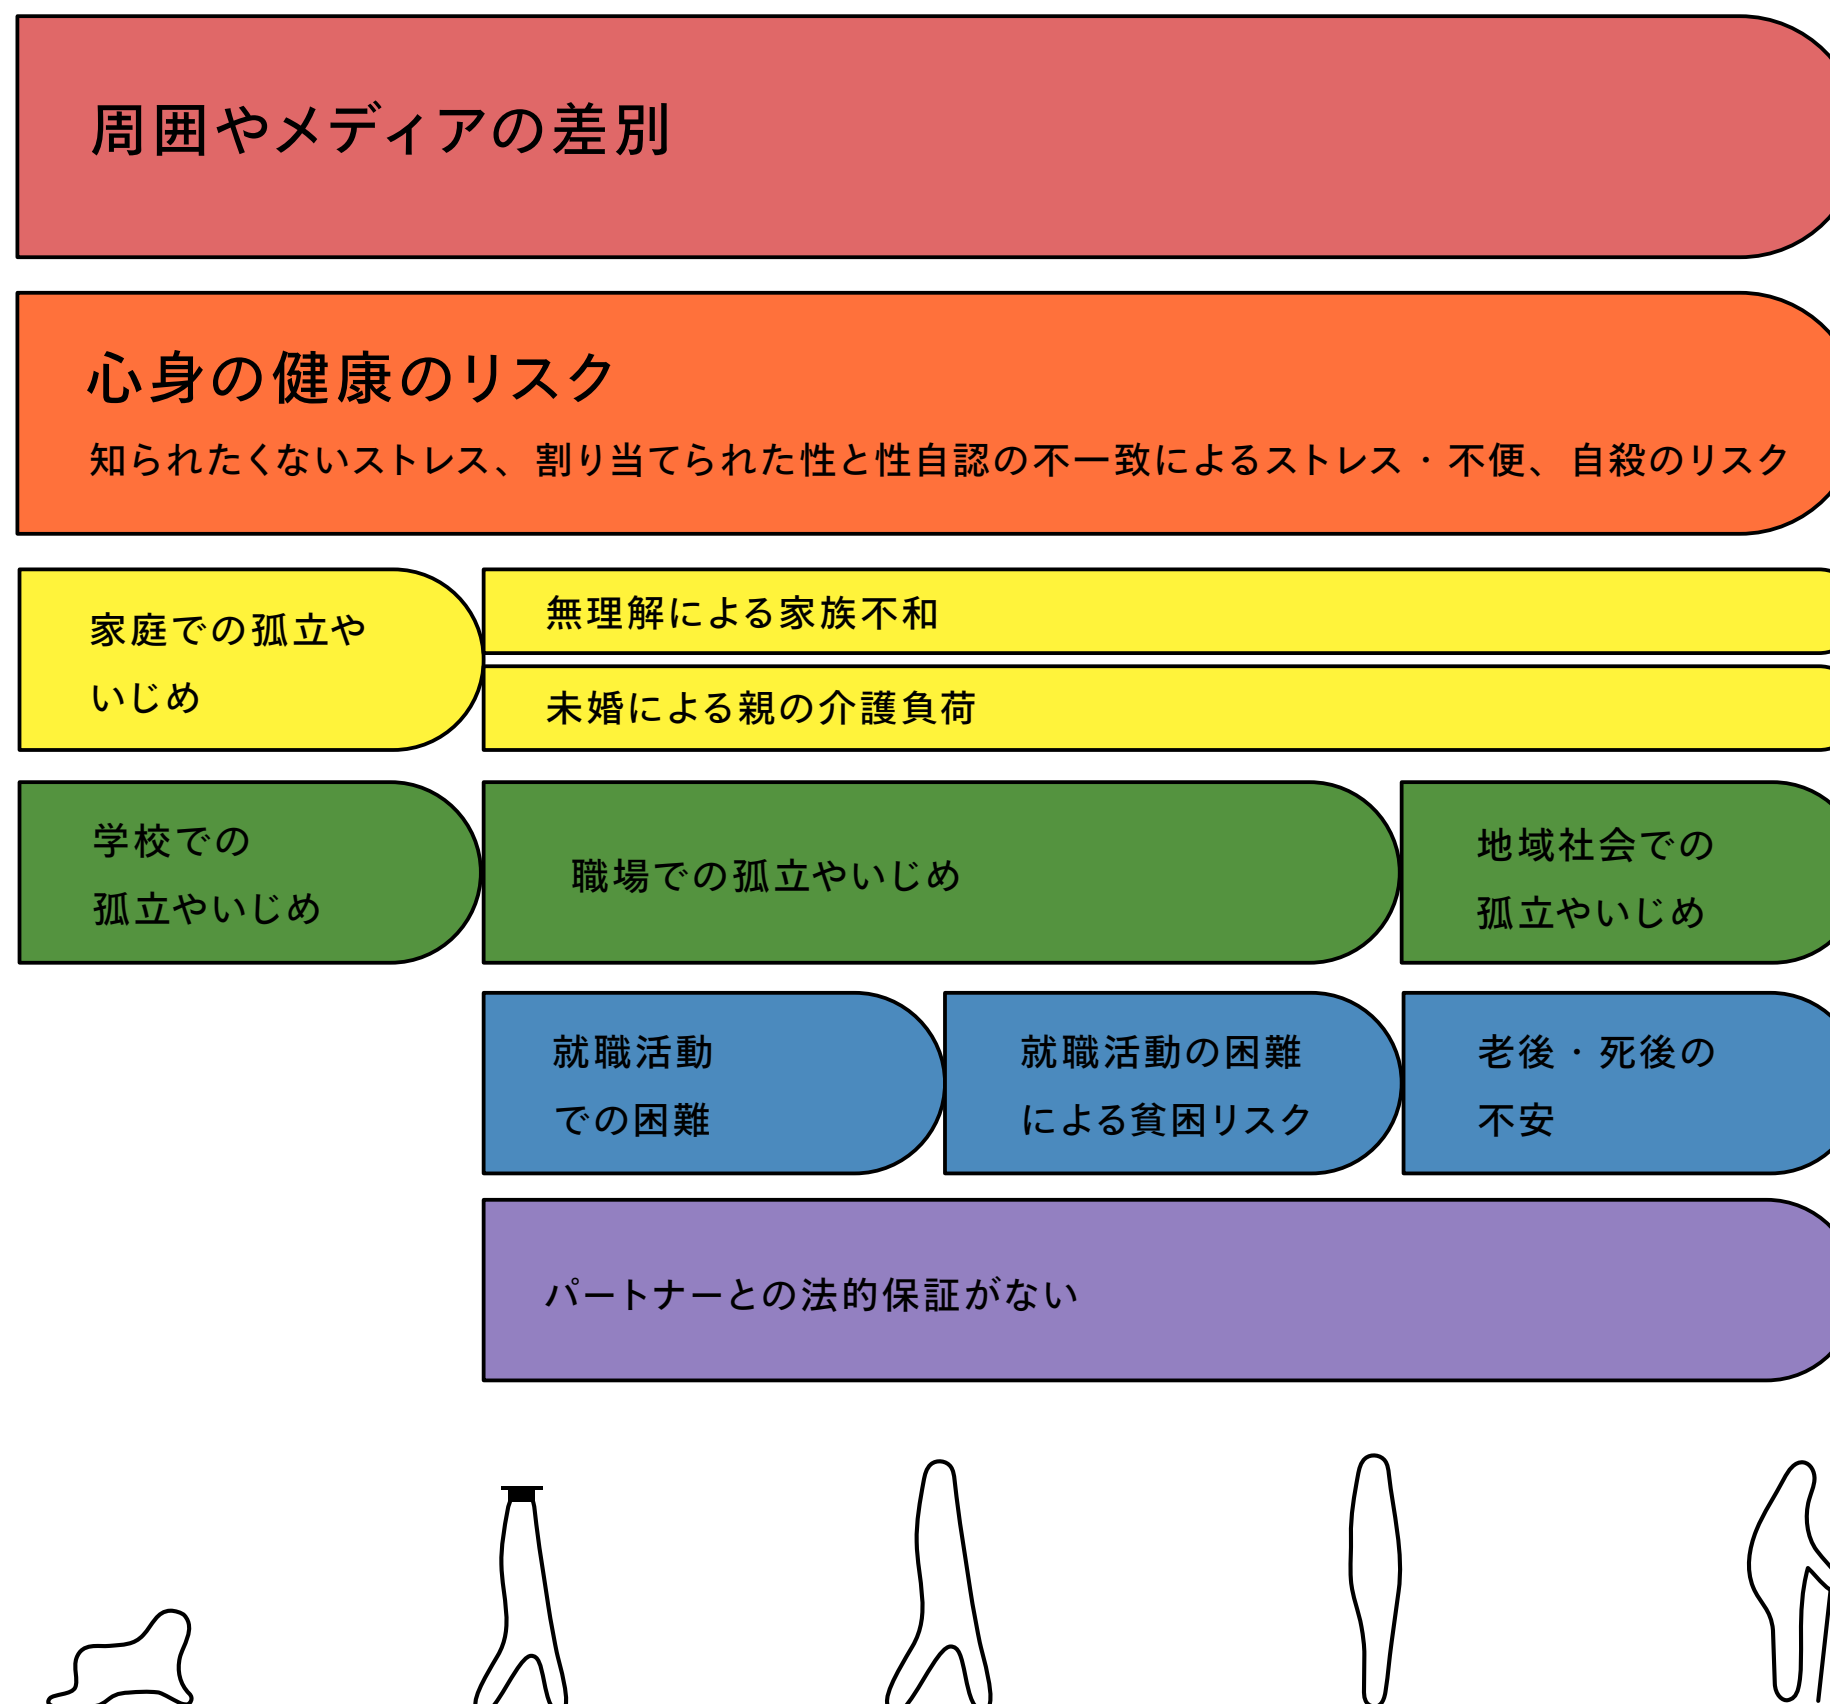 周囲やメディアの差別
心身の健康のリスク
知られたくないストレス、割り当てられた性と性自認の不一致によるストレス・不便、自殺のリスク
家庭での孤立や
いじめ
無理解による家族不和
未婚による親の介護負荷
学校での
孤立やいじめ
職場での孤立やいじめ
地域社会での
孤立やいじめ
就職活動
での困難
就職活動の困難
による貧困リスク
老後・死後の
不安
パートナーとの法的保証がない